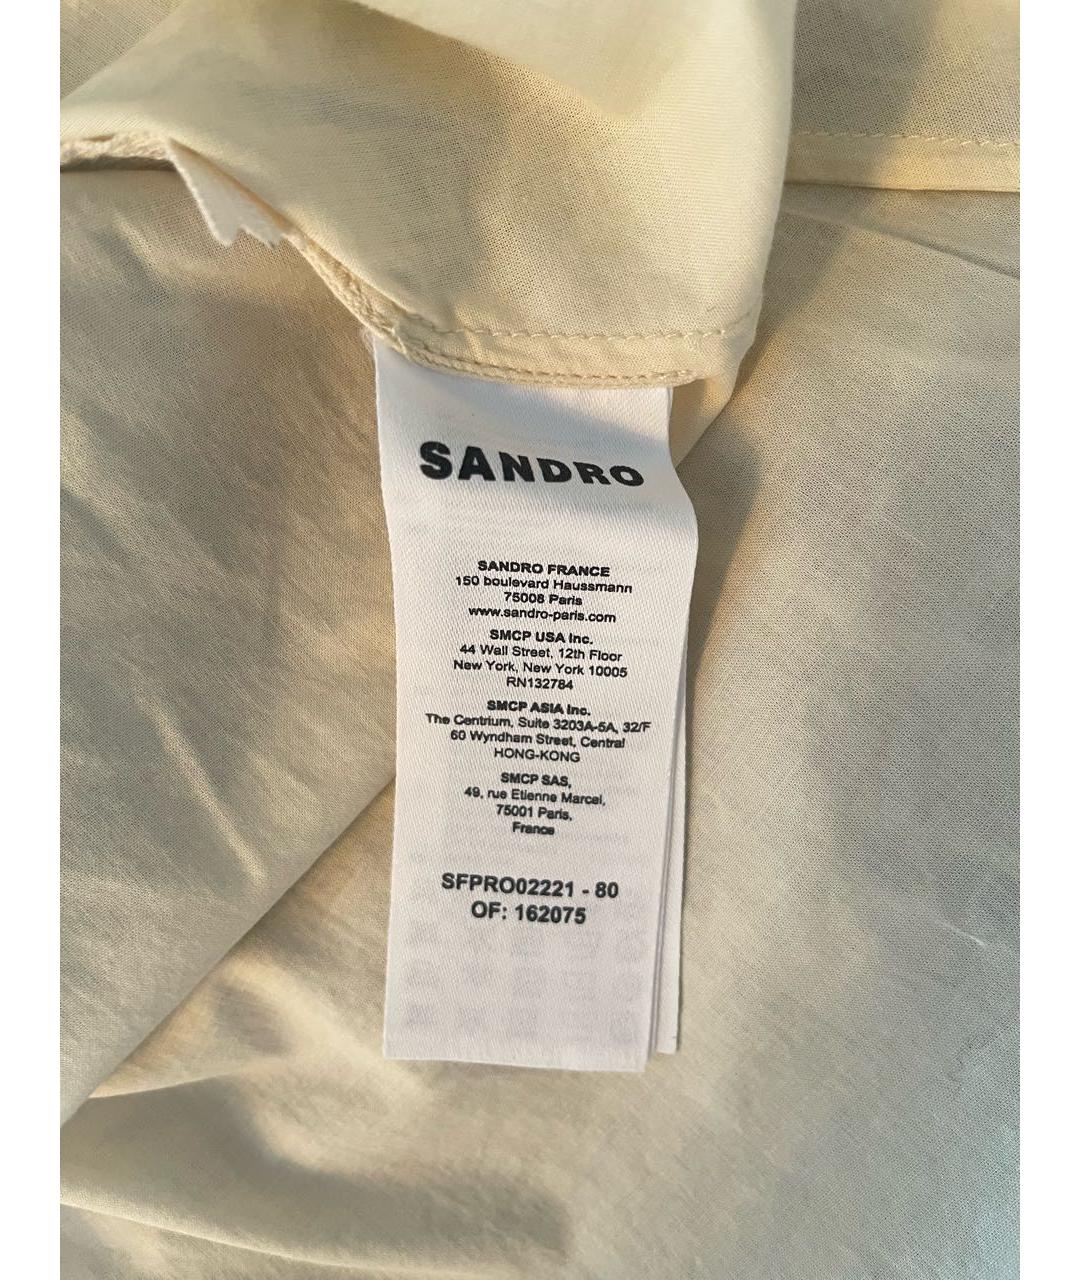 SANDRO
SANDRO FRANCE
150 boulevard Haussmann
75008 Paris
www.sandro-paris.com
SMCP USA Inc.
44 Wall Street, 12th Floor
New York, New York 10005
RN132784
SMCP ASIA Inc.
The Centrium, Suite 3203A-5A, 32/F
60 Wyndham Street, Central
HONG-KONG
SMCP SAS,
49, rue Etienne Marcel,
75001 Paris,
France
SFPRO02221 - 80
OF: 162075